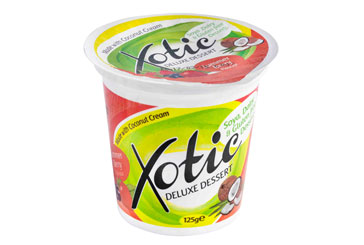 Made with Coconut Cream
Xotic
DELUXE DESSERT
Made with Coconut Cream
Soya, Dairy
& Gluten
Xotic
DELUXE DESSERT
125g e